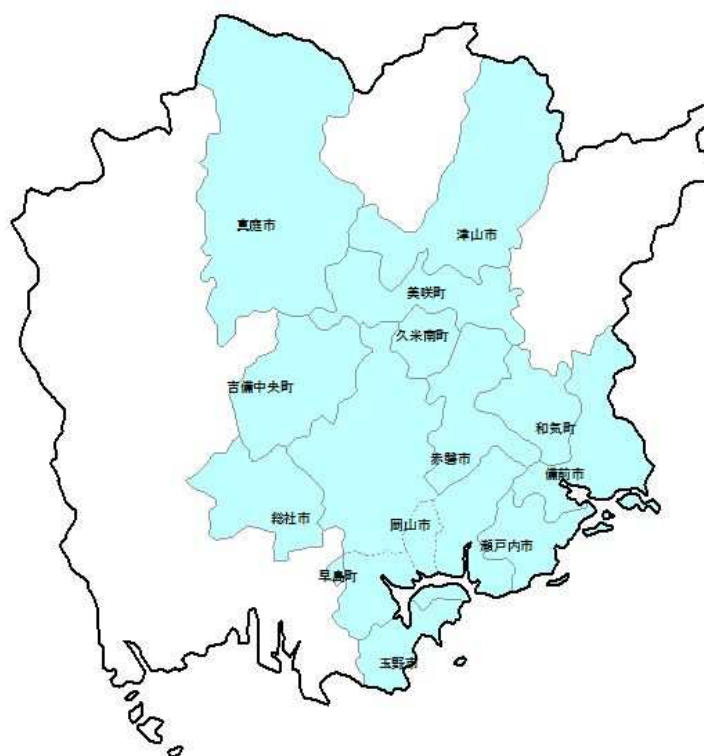 真庭市
津山市
美咲町
久米南町
吉備中央町
和気町
赤磐市
備前市
総社市
岡山市
瀬戸内市
早島町
玉野市